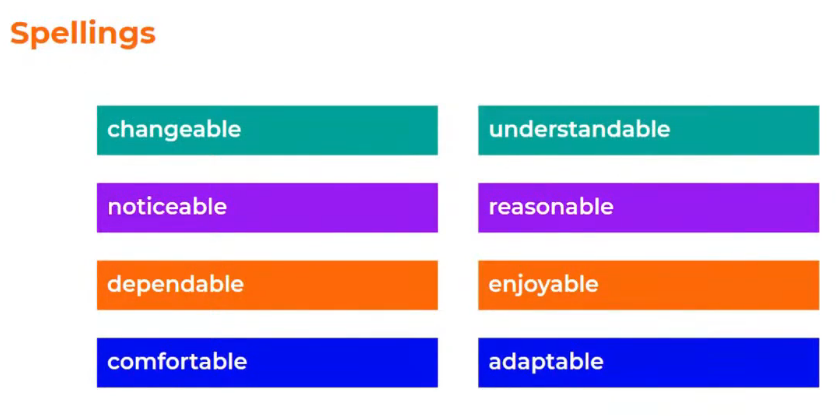 Spellings
changeable
understandable
noticeable
reasonable
dependable
enjoyable
comfortable
adaptable